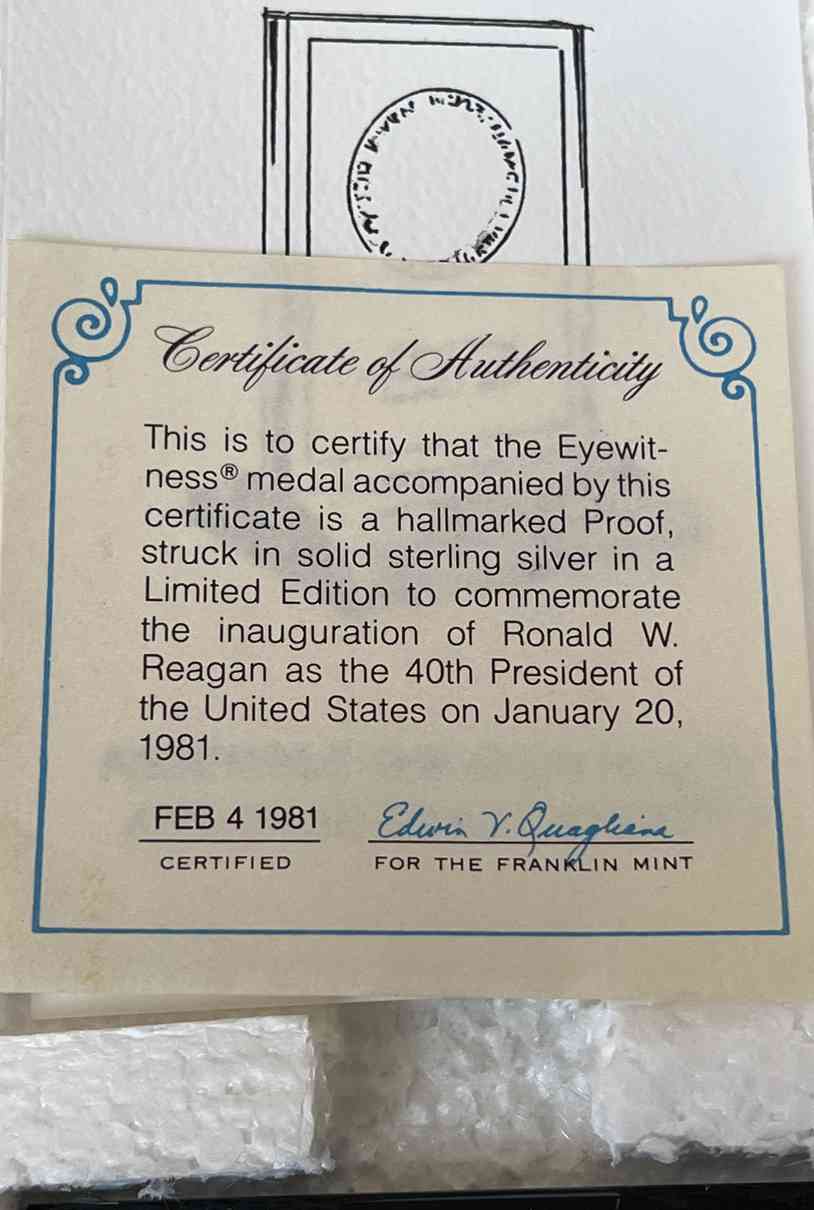 Certificate of Authenticity
This is to certify that the Eyewit-
ness® medal accompanied by this
certificate is a hallmarked Proof,
struck in solid sterling silver in a
Limited Edition to commemorate
the inauguration of Ronald W.
Reagan as the 40th President of
the United States on January 20,
1981.
FEB 4 1981 Edwin V. Quagliana
CERTIFIED FOR THE FRANKLIN MINT